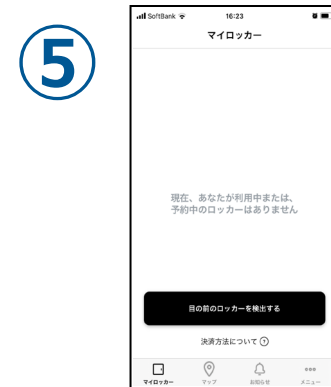 ⑤
SoftBank 16:23
マイロッカー
現在、あなたが利用中または、
予約中のロッカーはありません
目の前のロッカーを検出する
決済方法について ?
マイロッカー マップ お知らせ メニュー